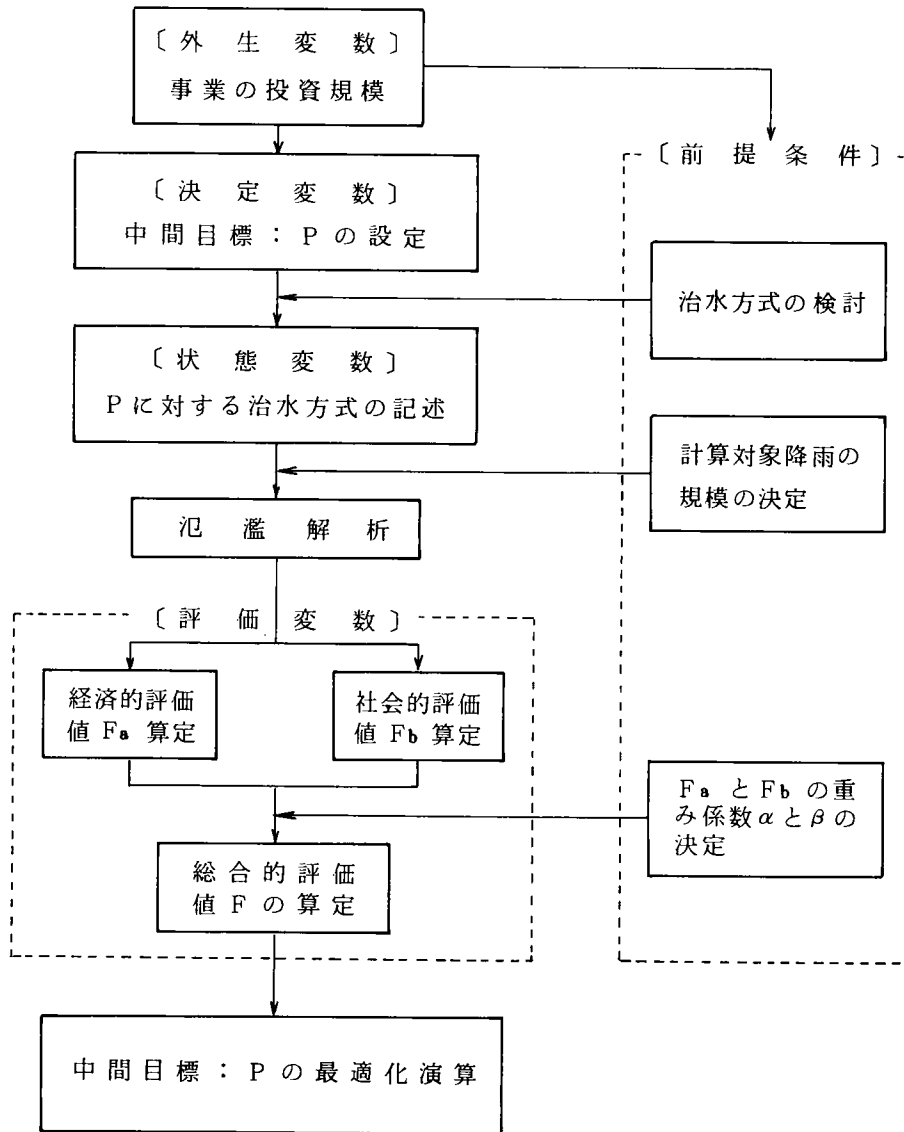 〔外生変数〕
事業の投資規模
〔前提条件〕
〔決定変数〕
中間目標：Pの設定
治水方式の検討
〔状態変数〕
Pに対する治水方式の記述
計算対象降雨の
規模の決定
氾濫解析
〔評価変数〕
経済的評価
値Fa算定
社会的評価
値Fb算定
FaとFbの重
み係数αとβの
決定
総合的評価
値Fの算定
中間目標：Pの最適化演算